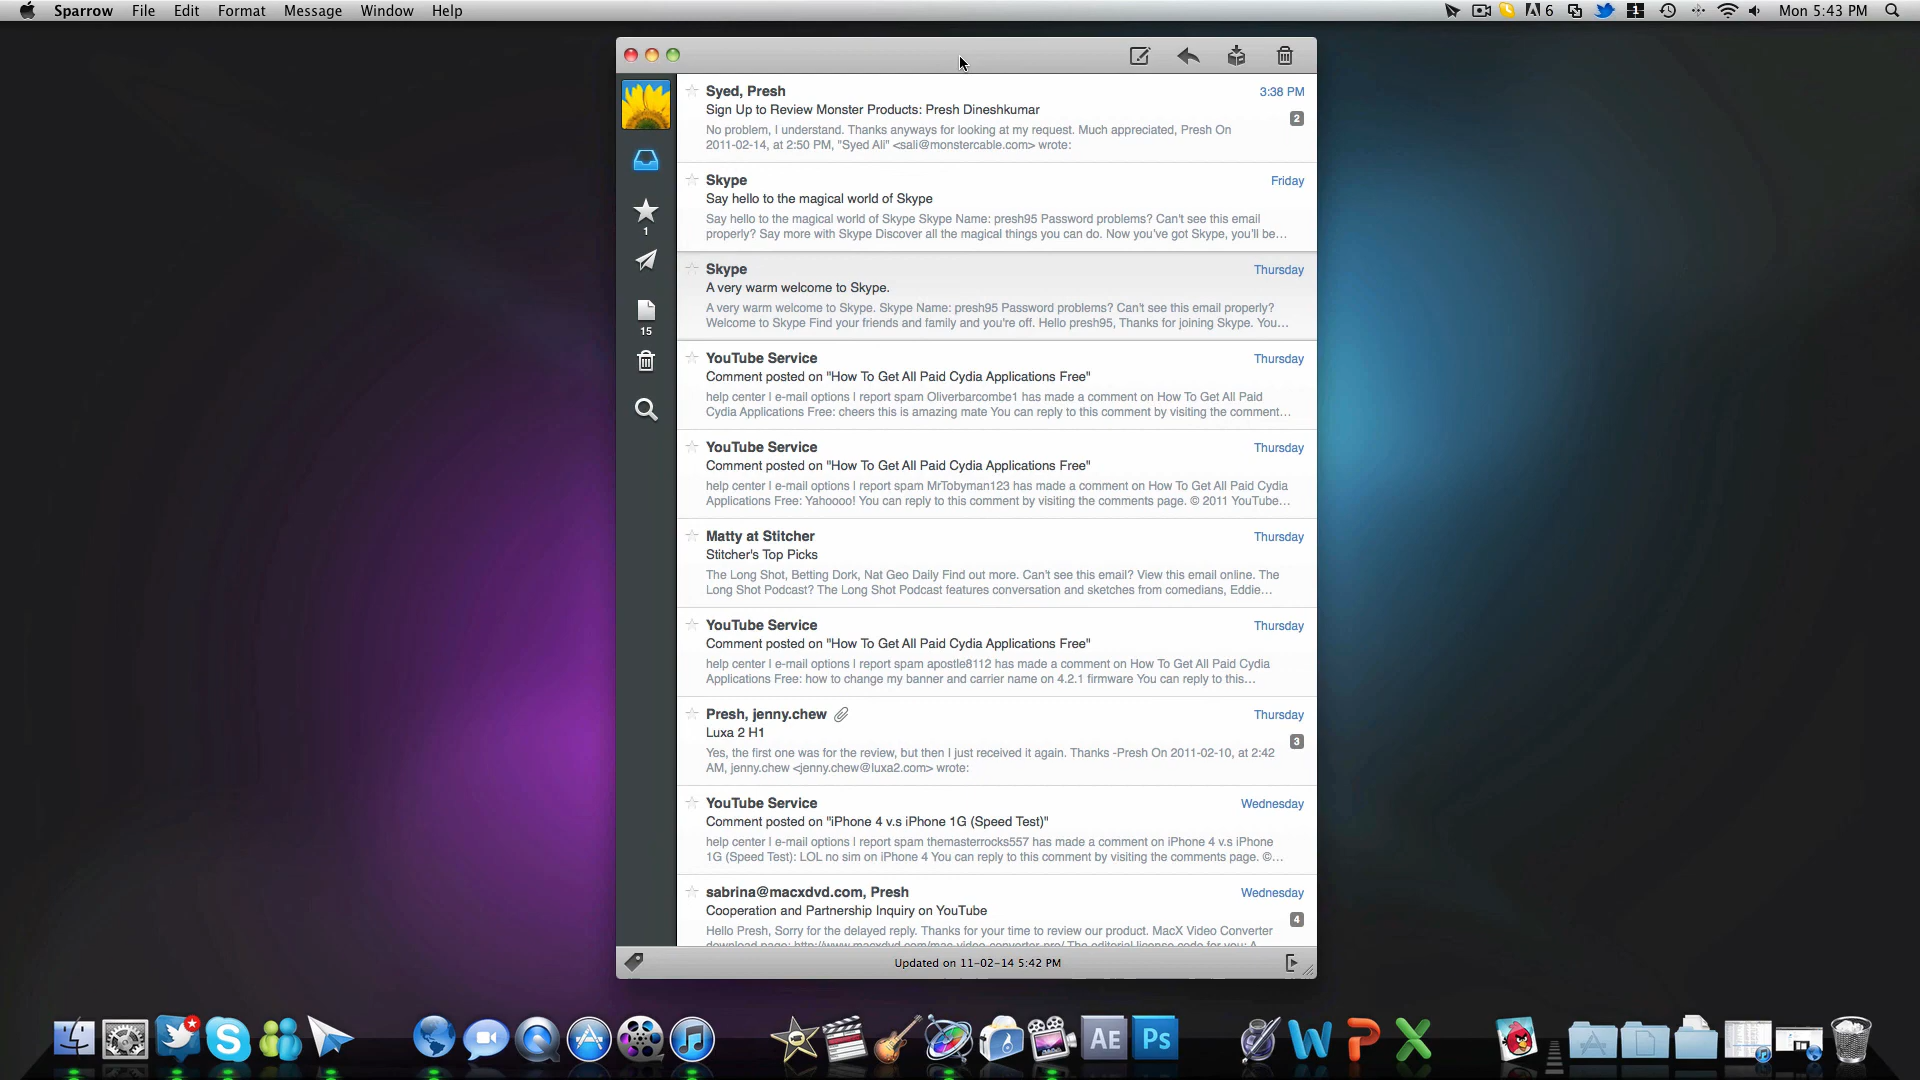 Sparrow File Edit Format Message Window Help
6 1 Mon 5:43 PM
Syed, Presh 3:38 PM
Sign Up to Review Monster Products: Presh Dineshkumar
No problem, I understand. Thanks anyways for looking at my request. Much appreciated, Presh On 2
2011-02-14, at 2:50 PM, "Syed Ali" <sali@monstercable.com> wrote:
Skype Friday
Say hello to the magical world of Skype
Say hello to the magical world of Skype Skype Name: presh95 Password problems? Can't see this email
properly? Say more with Skype Discover all the magical things you can do. Now you've got Skype, you'll be...
1
Skype Thursday
A very warm welcome to Skype.
A very warm welcome to Skype. Skype Name: presh95 Password problems? Can't see this email properly?
Welcome to Skype Find your friends and family and you're off. Hello presh95, Thanks for joining Skype. You...
15
YouTube Service Thursday
Comment posted on "How To Get All Paid Cydia Applications Free"
help center | e-mail options | report spam Oliverbarcombe1 has made a comment on How To Get All Paid
Cydia Applications Free: cheers this is amazing mate You can reply to this comment by visiting the comment...
YouTube Service Thursday
Comment posted on "How To Get All Paid Cydia Applications Free"
help center | e-mail options | report spam MrTobyman123 has made a comment on How To Get All Paid Cydia
Applications Free: Yahoooo! You can reply to this comment by visiting the comments page. © 2011 YouTube...
Matty at Stitcher Thursday
Stitcher's Top Picks
The Long Shot, Betting Dork, Nat Geo Daily Find out more. Can't see this email? View this email online. The
Long Shot Podcast? The Long Shot Podcast features conversation and sketches from comedians, Eddie...
YouTube Service Thursday
Comment posted on "How To Get All Paid Cydia Applications Free"
help center | e-mail options | report spam apostle8112 has made a comment on How To Get All Paid Cydia
Applications Free: how to change my banner and carrier name on 4.2.1 firmware You can reply to this...
Presh, jenny.chew Thursday
Luxa 2 H1
Yes, the first one was for the review, but then I just received it again. Thanks -Presh On 2011-02-10, at 2:42 3
AM, jenny.chew <jenny.chew@luxa2.com> wrote:
YouTube Service Wednesday
Comment posted on "iPhone 4 v.s iPhone 1G (Speed Test)"
help center | e-mail options | report spam themasterrocks557 has made a comment on iPhone 4 v.s iPhone
1G (Speed Test): LOL no sim on iPhone 4 You can reply to this comment by visiting the comments page. ©...
sabrina@macxdvd.com, Presh Wednesday
Cooperation and Partnership Inquiry on YouTube 4
Hello Presh, Sorry for the delayed reply. Thanks for your time to review our product. MacX Video Converter
download page: http://www.macxdvd.com/mac-video-converter-pro/ The editorial license code for you: A
Updated on 11-02-14 5:42 PM
AE Ps W P X